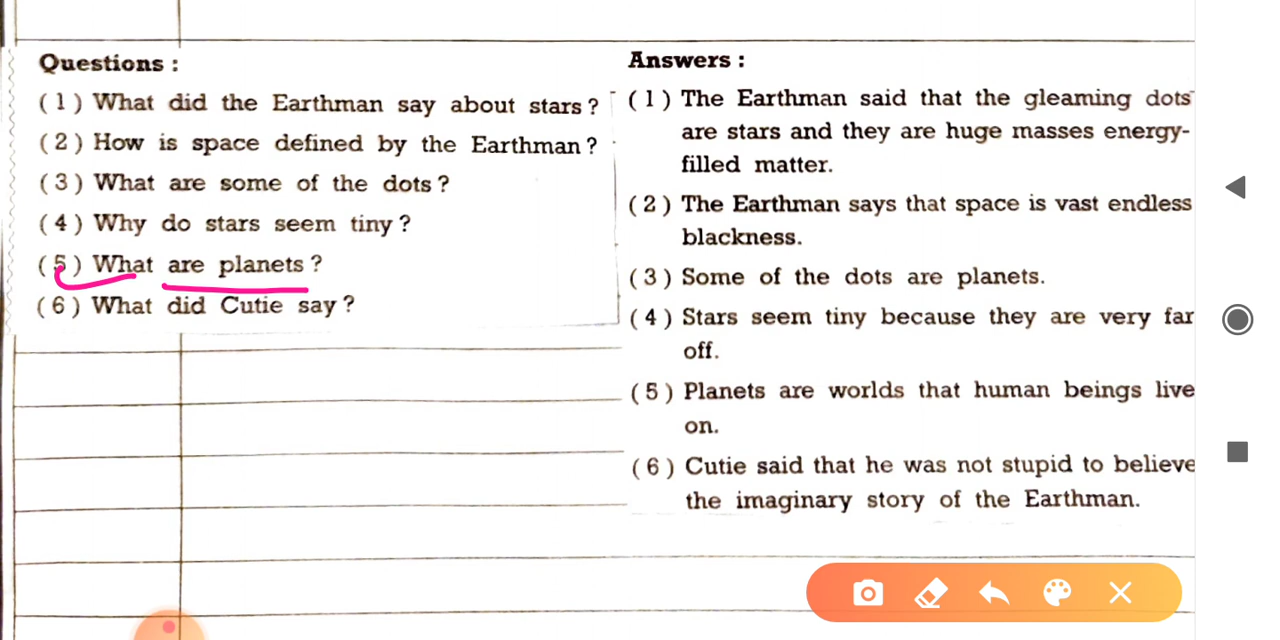 Questions :
(1) What did the Earthman say about stars?
(2) How is space defined by the Earthman?
(3) What are some of the dots?
(4) Why do stars seem tiny?
(5) What are planets?
(6) What did Cutie say?
Answers :
(1) The Earthman said that the gleaming dots
are stars and they are huge masses energy-
filled matter.
(2) The Earthman says that space is vast endless
blackness.
(3) Some of the dots are planets.
(4) Stars seem tiny because they are very far
off.
(5) Planets are worlds that human beings live
on.
(6) Cutie said that he was not stupid to believe
the imaginary story of the Earthman.